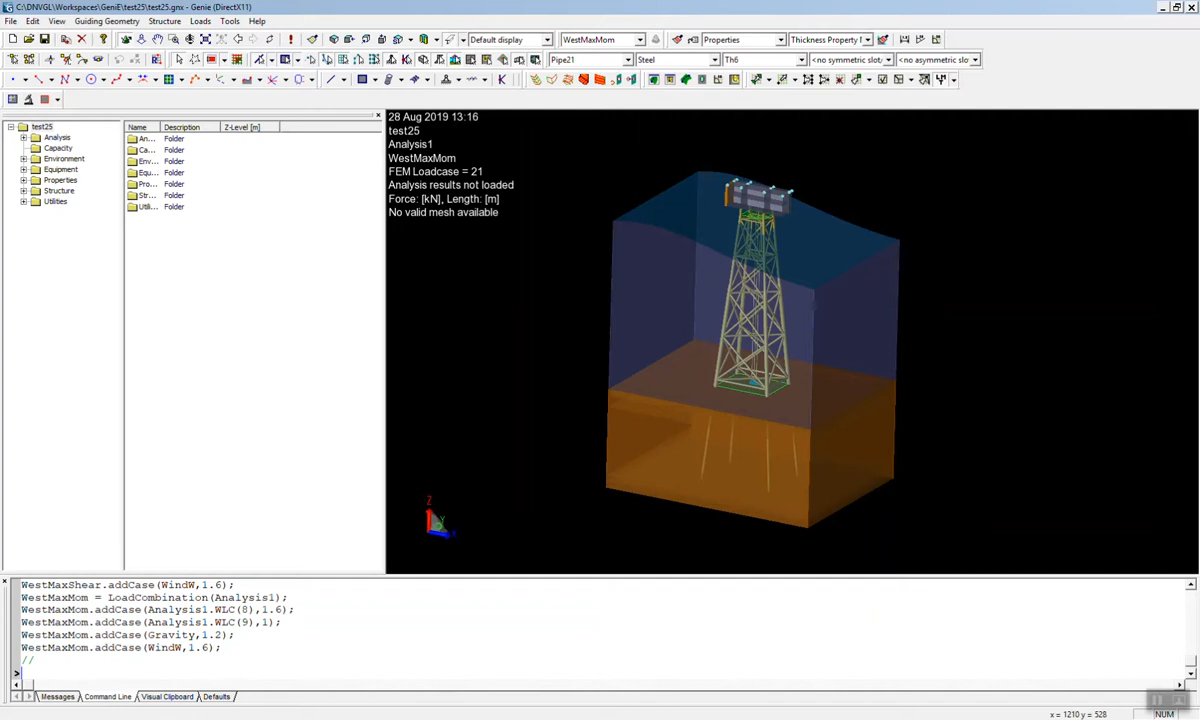 C:\DNVGL\Workspaces\GeniE\test25\test25.gnx - Genie (DirectX11)
File Edit View Guiding Geometry Structure Loads Tools Help
Default display WestMaxMom Properties Thickness Property
Pipe21 Steel Th6 <no symmetric slot> <no asymmetric slot>
test25
Analysis
Capacity
Environment
Equipment
Properties
Structure
Utilities
Name Description Z-Level [m]
An... Folder
Ca... Folder
Env... Folder
Equ... Folder
Pro... Folder
Str... Folder
Utili... Folder
28 Aug 2019 13:16
test25
Analysis1
WestMaxMom
FEM Loadcase = 21
Analysis results not loaded
Force: [kN], Length: [m]
No valid mesh available
Z
Y
WestMaxShear.addCase(WindW,1.6);
WestMaxMom = LoadCombination(Analysis1);
WestMaxMom.addCase(Analysis1.WLC(8),1.6);
WestMaxMom.addCase(Analysis1.WLC(9),1);
WestMaxMom.addCase(Gravity,1.2);
WestMaxMom.addCase(WindW,1.6);
//
>
Messages Command Line Visual Clipboard Defaults
x = 1210 y = 528 NUM